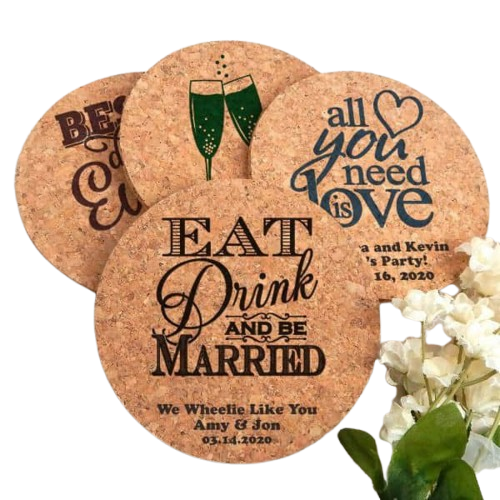 BES
all
you
need
is love
and Kevin
's Party!
16, 2020
EAT
Drink
AND BE
MARRIED
We Wheelie Like You
Amy & Jon
03.14.2020